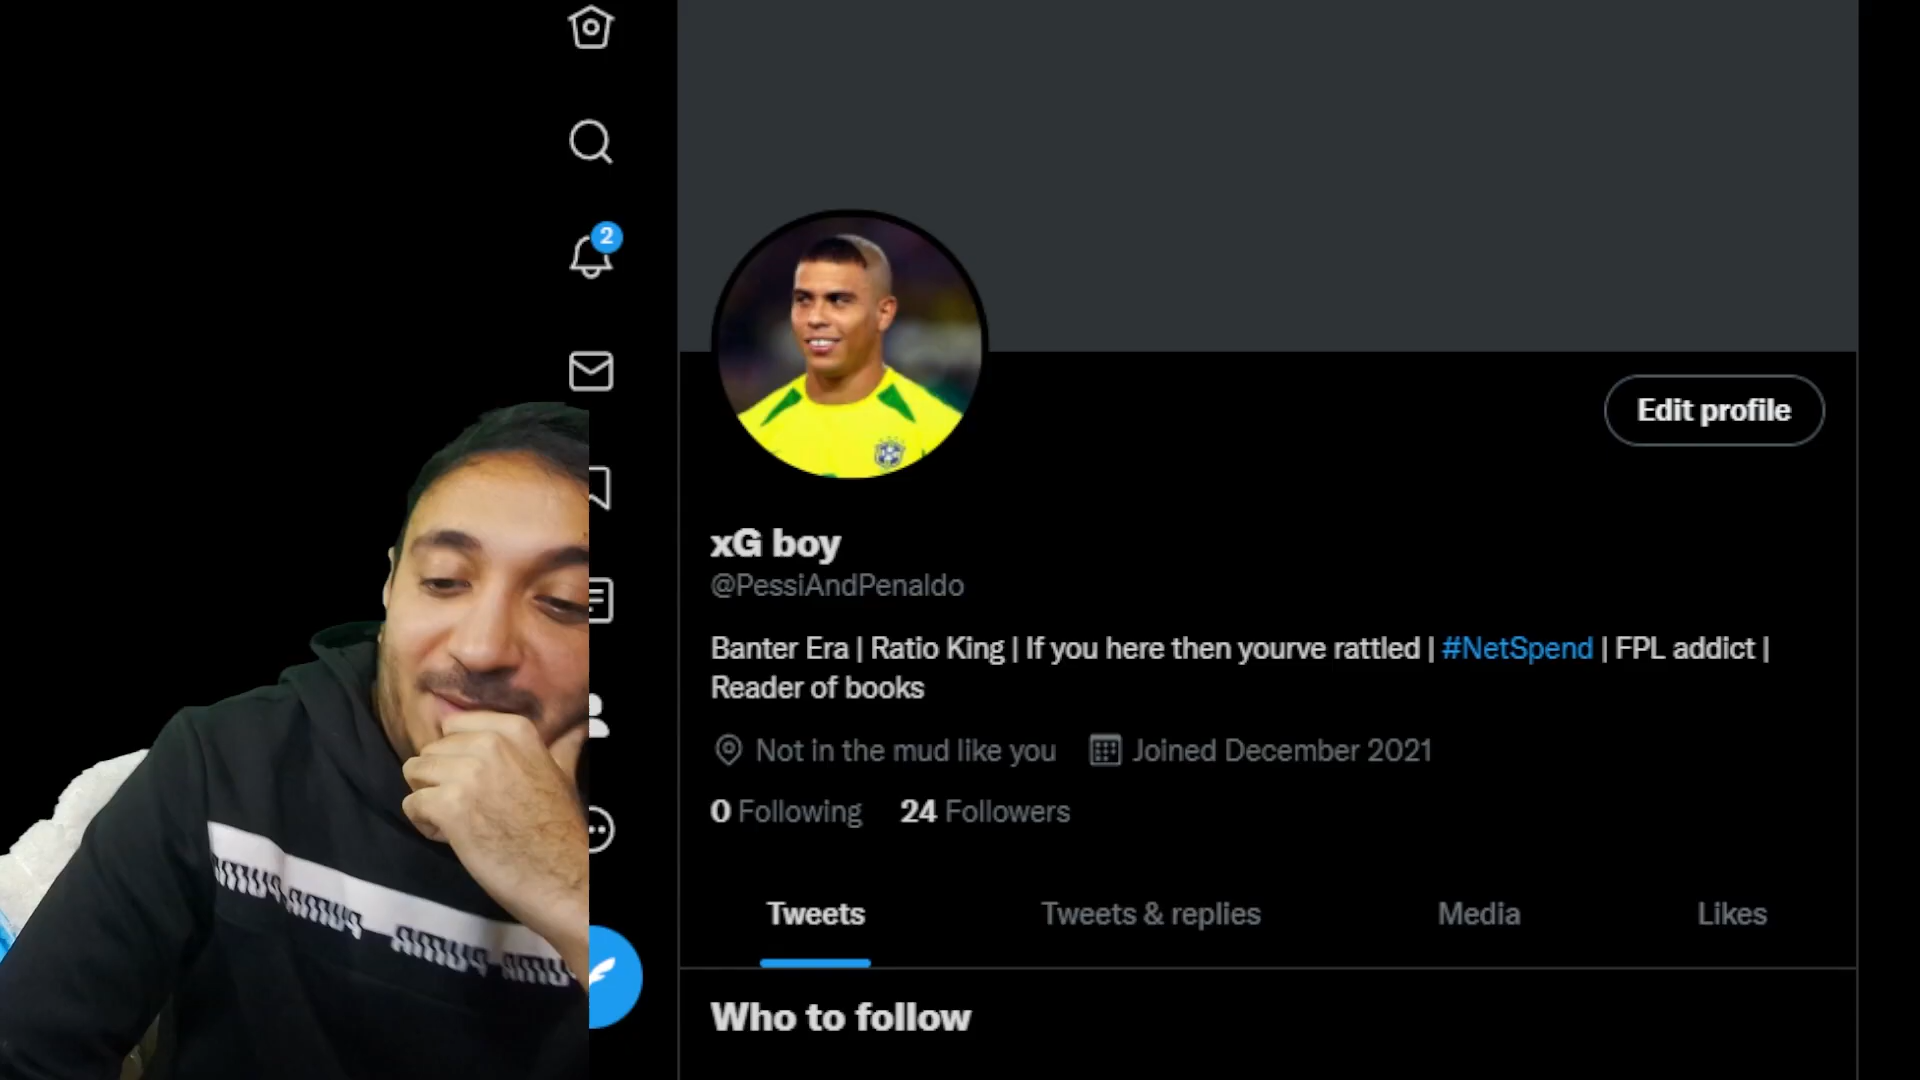 2
Edit profile
xG boy
@PessiAndPenaldo
Banter Era | Ratio King | If you here then yourve rattled | #NetSpend | FPL addict |
Reader of books
Not in the mud like you Joined December 2021
0 Following 24 Followers
Tweets Tweets & replies Media Likes
Who to follow